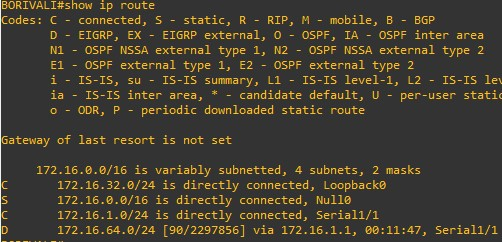 BORIVALI#show ip route
Codes: C - connected, S - static, R - RIP, M - mobile, B - BGP
D - EIGRP, EX - EIGRP external, O - OSPF, IA - OSPF inter area
N1 - OSPF NSSA external type 1, N2 - OSPF NSSA external type 2
E1 - OSPF external type 1, E2 - OSPF external type 2
i - IS-IS, su - IS-IS summary, L1 - IS-IS level-1, L2 - IS-IS lev
ia - IS-IS inter area, * - candidate default, U - per-user stati
o - ODR, P - periodic downloaded static route
Gateway of last resort is not set
172.16.0.0/16 is variably subnetted, 4 subnets, 2 masks
C 172.16.32.0/24 is directly connected, Loopback0
S 172.16.0.0/16 is directly connected, Null0
C 172.16.1.0/24 is directly connected, Serial1/1
D 172.16.64.0/24 [90/2297856] via 172.16.1.1, 00:11:47, Serial1/1